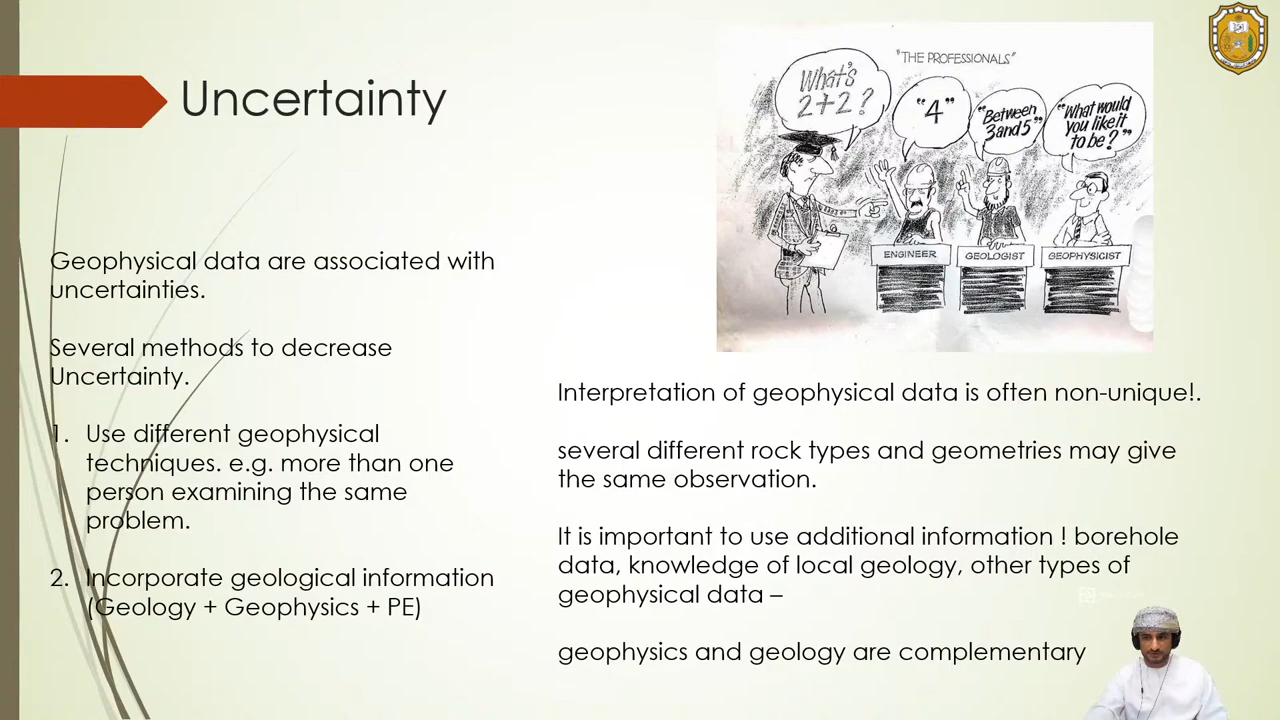 Uncertainty
"THE PROFESSIONALS"
What's
2+2?
"4"
"Between
3 and 5"
"What would
you like it
to be?"
ENGINEER
GEOLOGIST
GEOPHYSICIST
Geophysical data are associated with
uncertainties.
Several methods to decrease
Uncertainty.
1. Use different geophysical
techniques. e.g. more than one
person examining the same
problem.
2. Incorporate geological information
(Geology + Geophysics + PE)
Interpretation of geophysical data is often non-unique!.
several different rock types and geometries may give
the same observation.
It is important to use additional information ! borehole
data, knowledge of local geology, other types of
geophysical data –
geophysics and geology are complementary